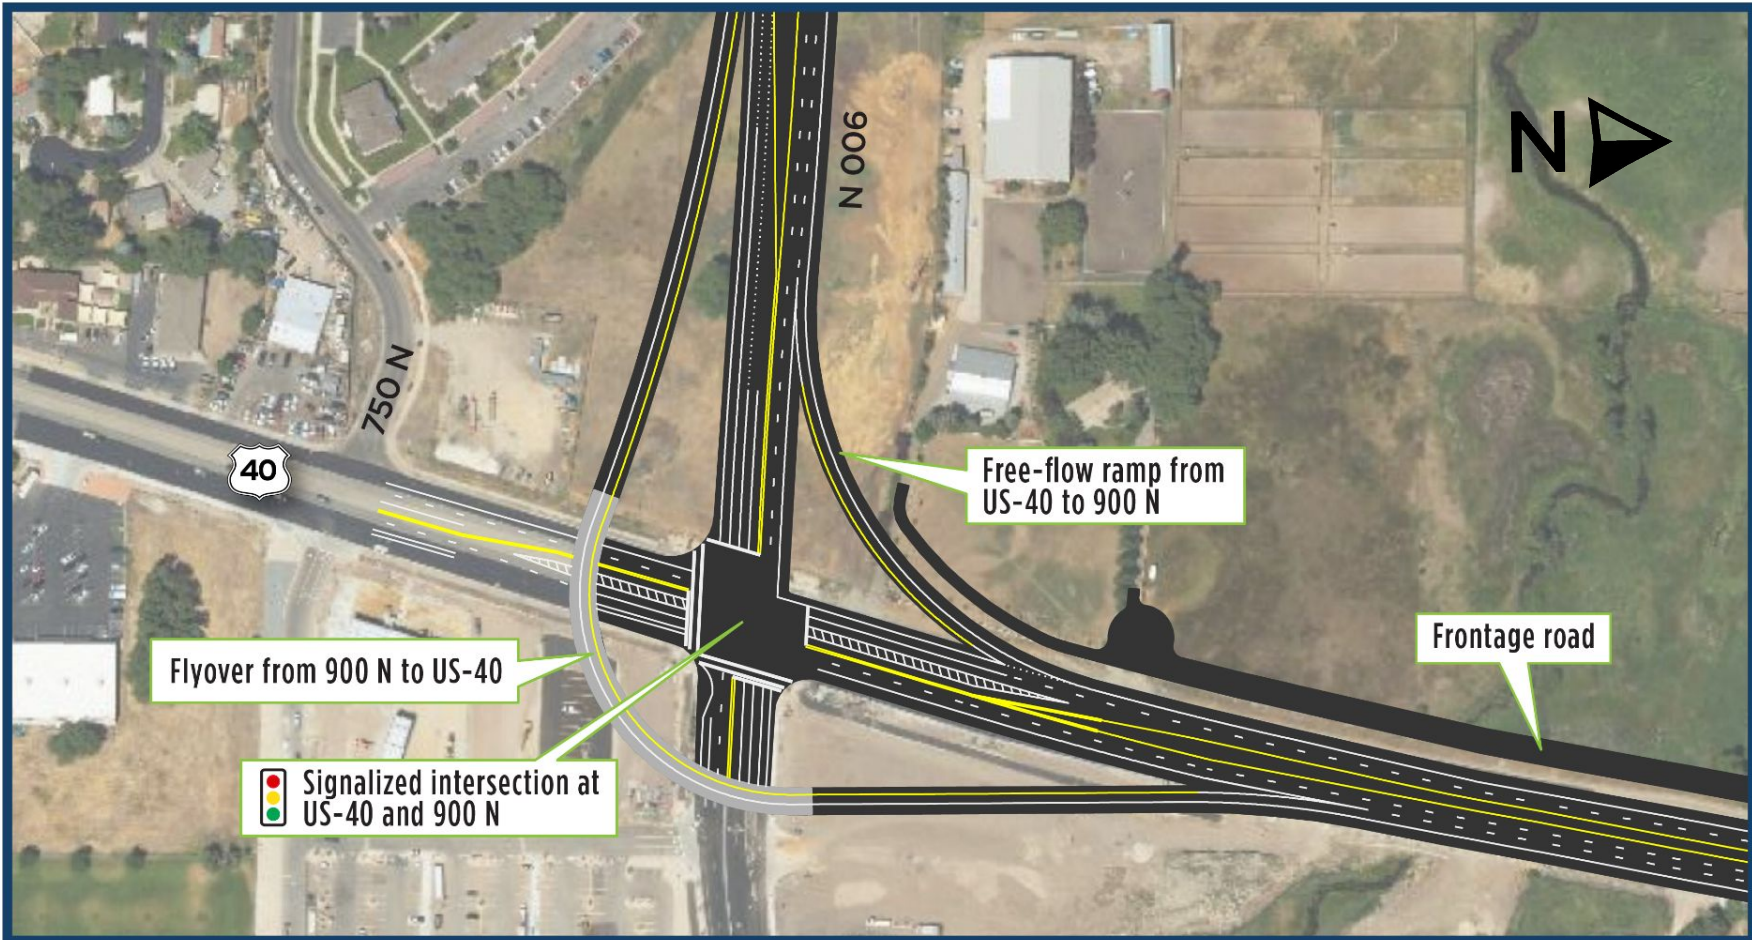 900 N
N
750 N
40
Free-flow ramp from
US-40 to 900 N
Frontage road
Flyover from 900 N to US-40
Signalized intersection at
US-40 and 900 N